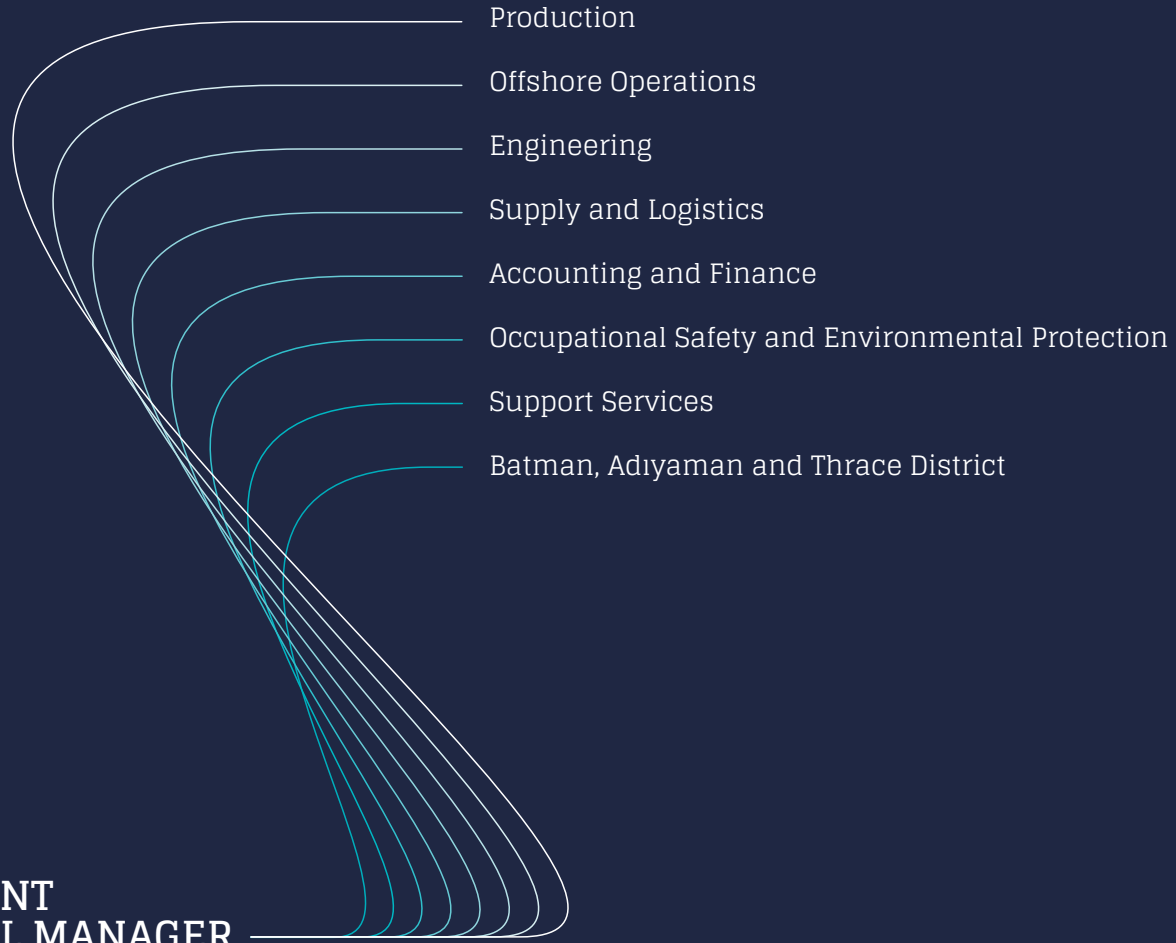 Production
Offshore Operations
Engineering
Supply and Logistics
Accounting and Finance
Occupational Safety and Environmental Protection
Support Services
Batman, Adıyaman and Thrace District
NT
L MANAGER